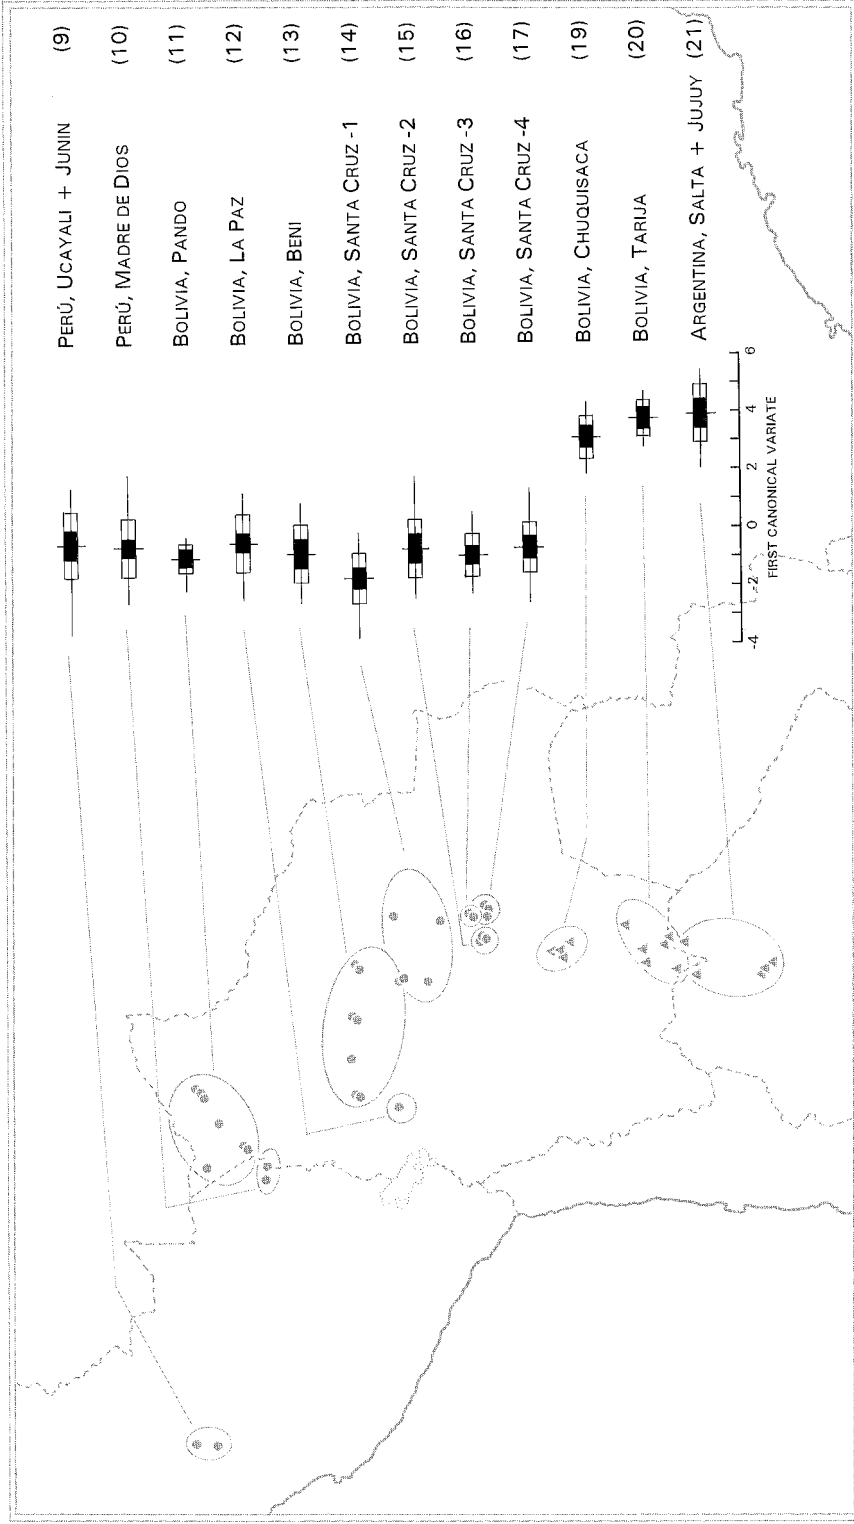 PERÚ, UCAYALI + JUNIN (9)
PERÚ, MADRE DE DIOS (10)
BOLIVIA, PANDO (11)
BOLIVIA, LA PAZ (12)
BOLIVIA, BENI (13)
BOLIVIA, SANTA CRUZ -1 (14)
BOLIVIA, SANTA CRUZ -2 (15)
BOLIVIA, SANTA CRUZ -3 (16)
BOLIVIA, SANTA CRUZ -4 (17)
BOLIVIA, CHUQUISACA (19)
BOLIVIA, TARIJA (20)
ARGENTINA, SALTA + JUJUY (21)
-4 -2 0 2 4 6
FIRST CANONICAL VARIATE